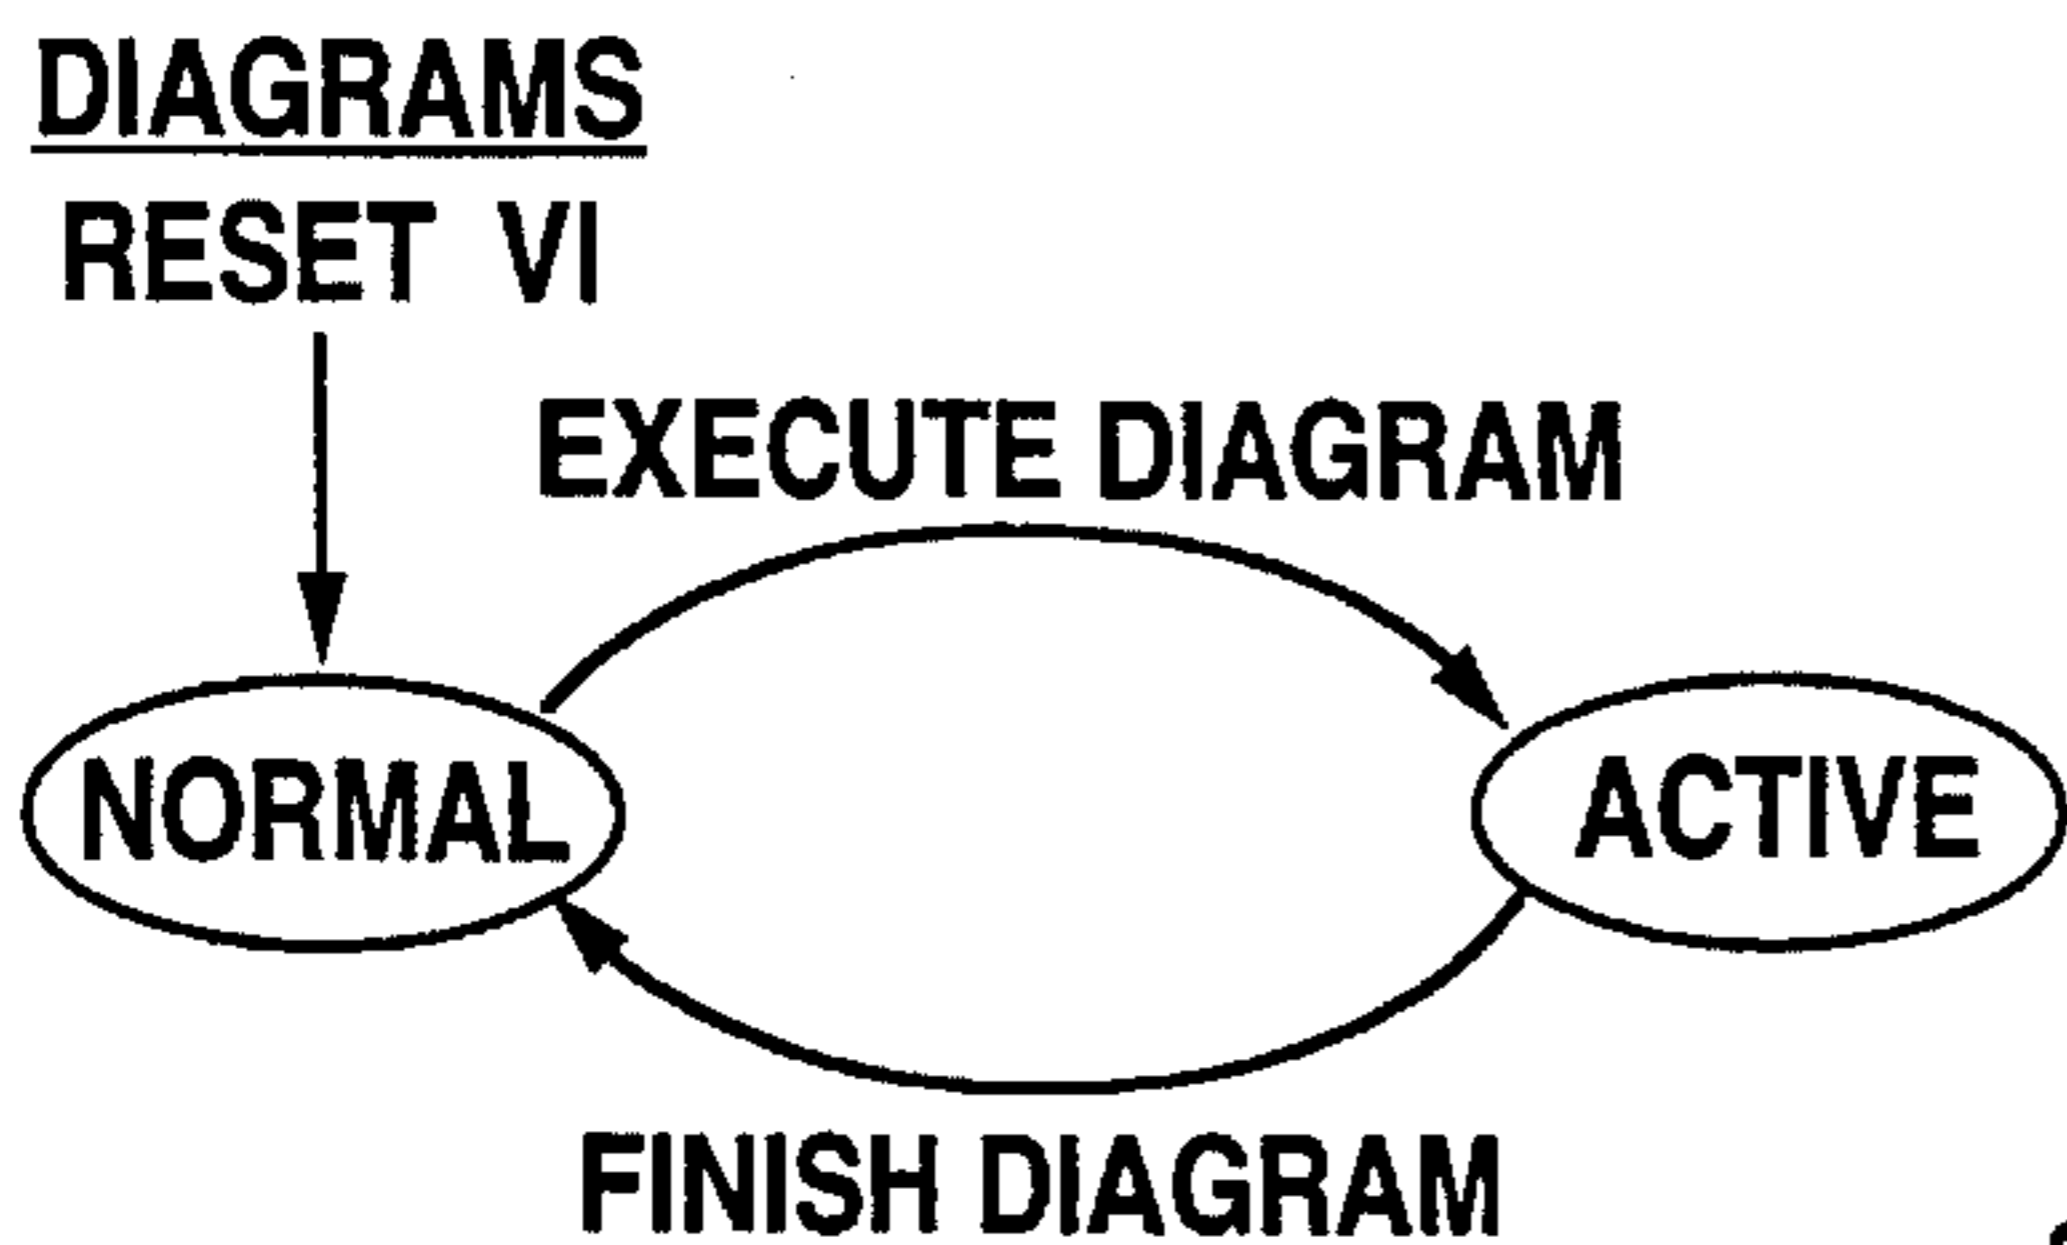 DIAGRAMS
RESET VI
EXECUTE DIAGRAM
NORMAL
ACTIVE
FINISH DIAGRAM